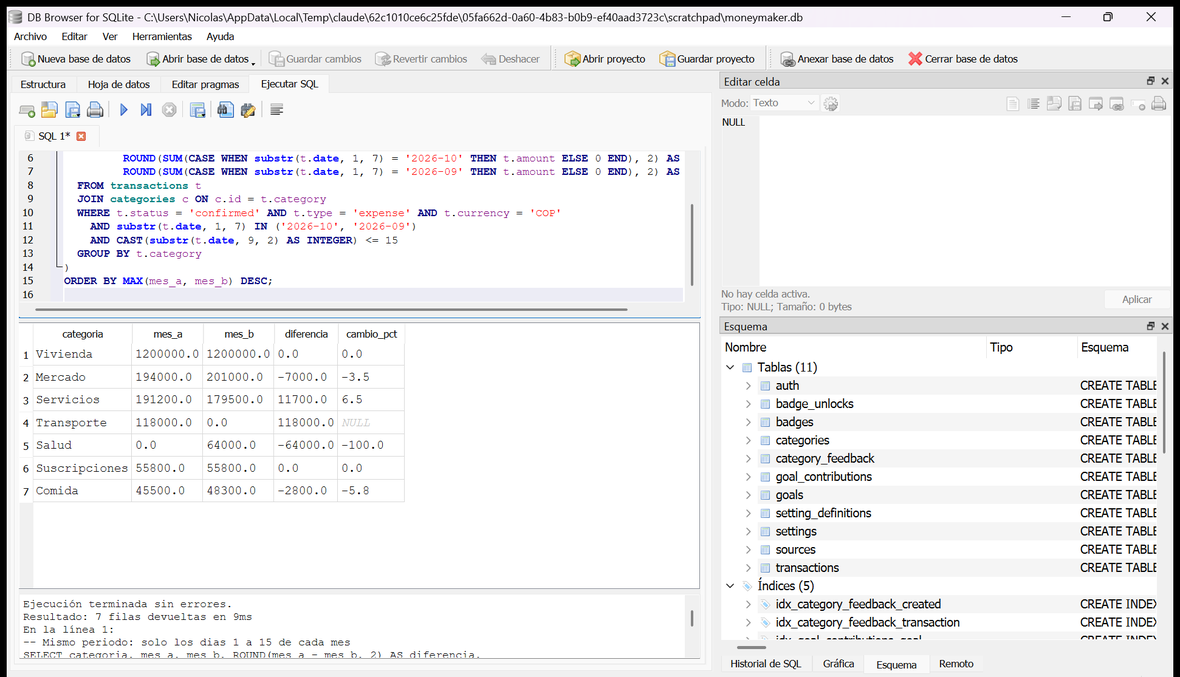 DB Browser for SQLite - C:\Users\Nicolas\AppData\Local\Temp\claude\62c1010ce6c25fde\05fa662d-0a60-4b83-b0b9-ef40aad3723c\scratchpad\moneymaker.db
Archivo Editar Ver Herramientas Ayuda
Nueva base de datos Abrir base de datos Guardar cambios Revertir cambios Deshacer Abrir proyecto Guardar proyecto Anexar base de datos Cerrar base de datos
Estructura Hoja de datos Editar pragmas Ejecutar SQL
SQL 1*
6 ROUND(SUM(CASE WHEN substr(t.date, 1, 7) = '2026-10' THEN t.amount ELSE 0 END), 2) AS
7 ROUND(SUM(CASE WHEN substr(t.date, 1, 7) = '2026-09' THEN t.amount ELSE 0 END), 2) AS
8 FROM transactions t
9 JOIN categories c ON c.id = t.category
10 WHERE t.status = 'confirmed' AND t.type = 'expense' AND t.currency = 'COP'
11 AND substr(t.date, 1, 7) IN ('2026-10', '2026-09')
12 AND CAST(substr(t.date, 9, 2) AS INTEGER) <= 15
13 GROUP BY t.category
14 )
15 ORDER BY MAX(mes_a, mes_b) DESC;
16
categoria mes_a mes_b diferencia cambio_pct
1 Vivienda 1200000.0 1200000.0 0.0 0.0
2 Mercado 194000.0 201000.0 -7000.0 -3.5
3 Servicios 191200.0 179500.0 11700.0 6.5
4 Transporte 118000.0 0.0 118000.0 NULL
5 Salud 0.0 64000.0 -64000.0 -100.0
6 Suscripciones 55800.0 55800.0 0.0 0.0
7 Comida 45500.0 48300.0 -2800.0 -5.8
Ejecución terminada sin errores.
Resultado: 7 filas devueltas en 9ms
En la línea 1:
-- Mismo periodo: solo los dias 1 a 15 de cada mes
SELECT categoria, mes_a, mes_b, ROUND(mes_a - mes_b, 2) AS diferencia,
Editar celda
Modo: Texto
NULL
No hay celda activa.
Tipo: NULL; Tamaño: 0 bytes
Aplicar
Esquema
Nombre Tipo Esquema
Tablas (11)
auth CREATE TABLE
badge_unlocks CREATE TABLE
badges CREATE TABLE
categories CREATE TABLE
category_feedback CREATE TABLE
goal_contributions CREATE TABLE
goals CREATE TABLE
setting_definitions CREATE TABLE
settings CREATE TABLE
sources CREATE TABLE
transactions CREATE TABLE
Índices (5)
idx_category_feedback_created CREATE INDEX
idx_category_feedback_transaction CREATE INDEX
idx_goal_contributions_goal CREATE INDEX
Historial de SQL Gráfica Esquema Remoto